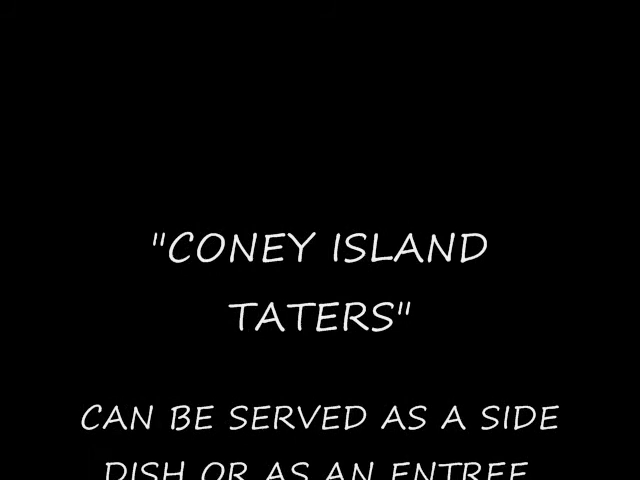 "CONEY ISLAND
TATERS"
CAN BE SERVED AS A SIDE
DISH OR AS AN ENTREE